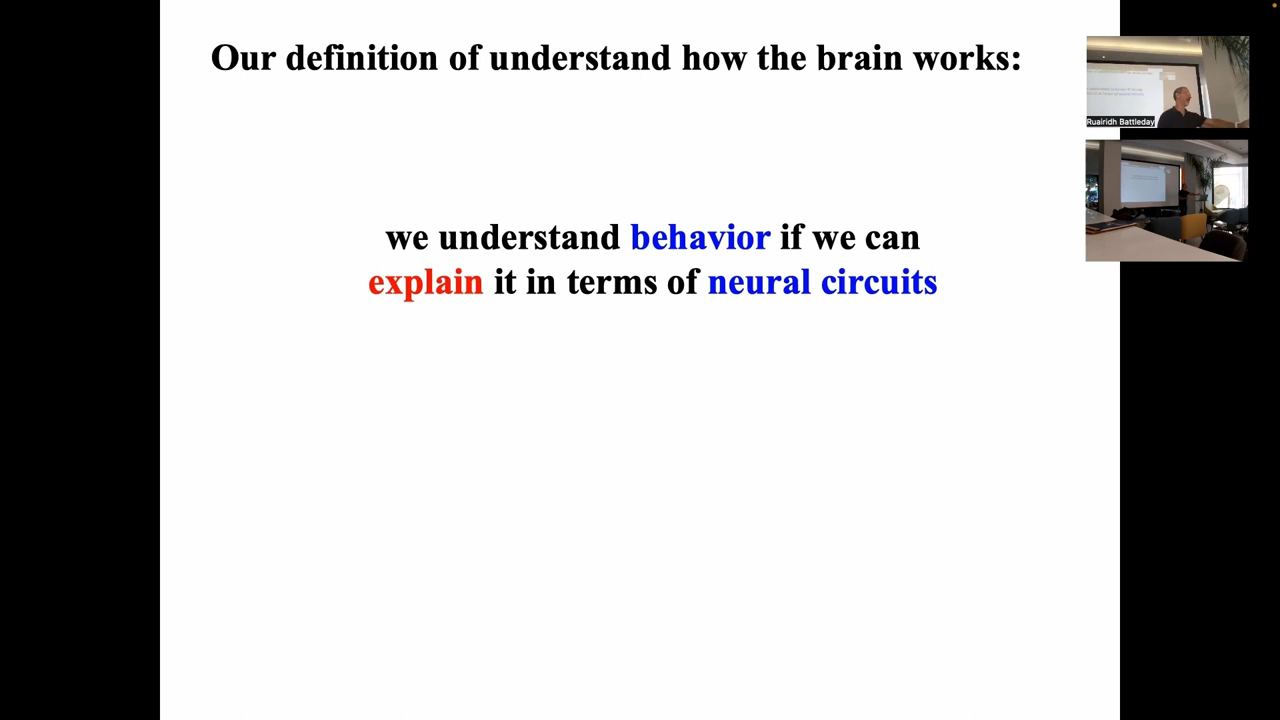 Our definition of understand how the brain works:
we understand behavior if we can
explain it in terms of neural circuits
Ruairidh Battleday